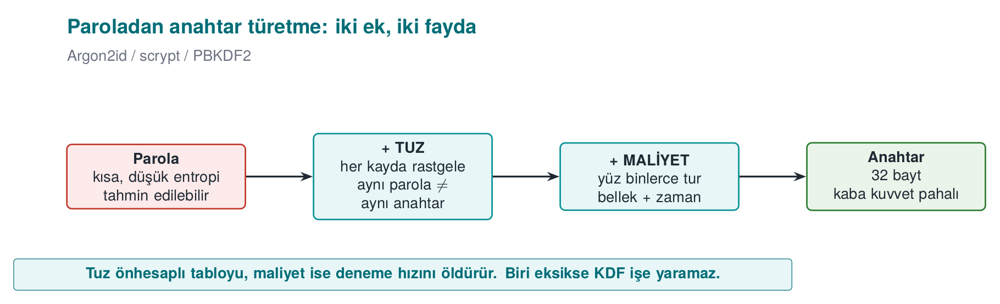 Paroladan anahtar türetme: iki ek, iki fayda
Argon2id / scrypt / PBKDF2
Parola
kısa, düşük entropi
tahmin edilebilir
+ TUZ
her kayda rastgele
aynı parola ≠
aynı anahtar
+ MALİYET
yüz binlerce tur
bellek + zaman
Anahtar
32 bayt
kaba kuvvet pahalı
Tuz önhesaplı tabloyu, maliyet ise deneme hızını öldürür. Biri eksikse KDF işe yaramaz.